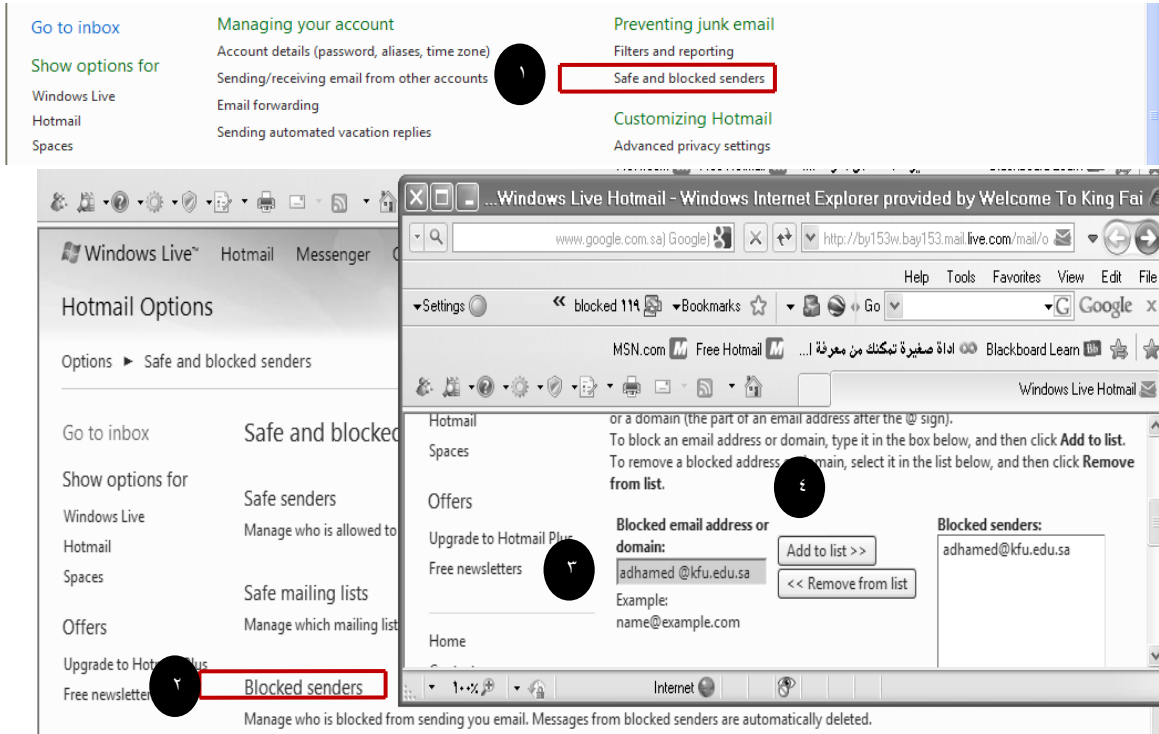 Go to inbox
Show options for
Windows Live
Hotmail
Spaces
Managing your account
Account details (password, aliases, time zone)
Sending/receiving email from other accounts
Email forwarding
Sending automated vacation replies
١
Preventing junk email
Filters and reporting
Safe and blocked senders
Customizing Hotmail
Advanced privacy settings
Windows Live™ Hotmail Messenger
Hotmail Options
Options ► Safe and blocked senders
Go to inbox
Show options for
Windows Live
Hotmail
Spaces
Offers
Upgrade to Hotmail Plus
Free newsletter
٢
Safe and blocked
Safe senders
Manage who is allowed to
Safe mailing lists
Manage which mailing list
Blocked senders
Manage who is blocked from sending you email. Messages from blocked senders are automatically deleted.
...Windows Live Hotmail - Windows Internet Explorer provided by Welcome To King Fai
www.google.com.sa) Google) http://by153w.bay153.mail.live.com/mail/o
Help Tools Favorites View Edit File
Settings « blocked ١١٩ Bookmarks Go Google x
MSN.com Free Hotmail اداة صغيرة تمكنك من معرفة ا... Blackboard Learn
Windows Live Hotmail
Hotmail
Spaces
Offers
Upgrade to Hotmail Plus
Free newsletters
Home
or a domain (the part of an email address after the @ sign).
To block an email address or domain, type it in the box below, and then click Add to list.
To remove a blocked address or domain, select it in the list below, and then click Remove
from list.
٤
Blocked email address or
domain:
٣
adhamed @kfu.edu.sa
Example:
name@example.com
Add to list >>
<< Remove from list
Blocked senders:
adhamed@kfu.edu.sa
١٠٠% Internet